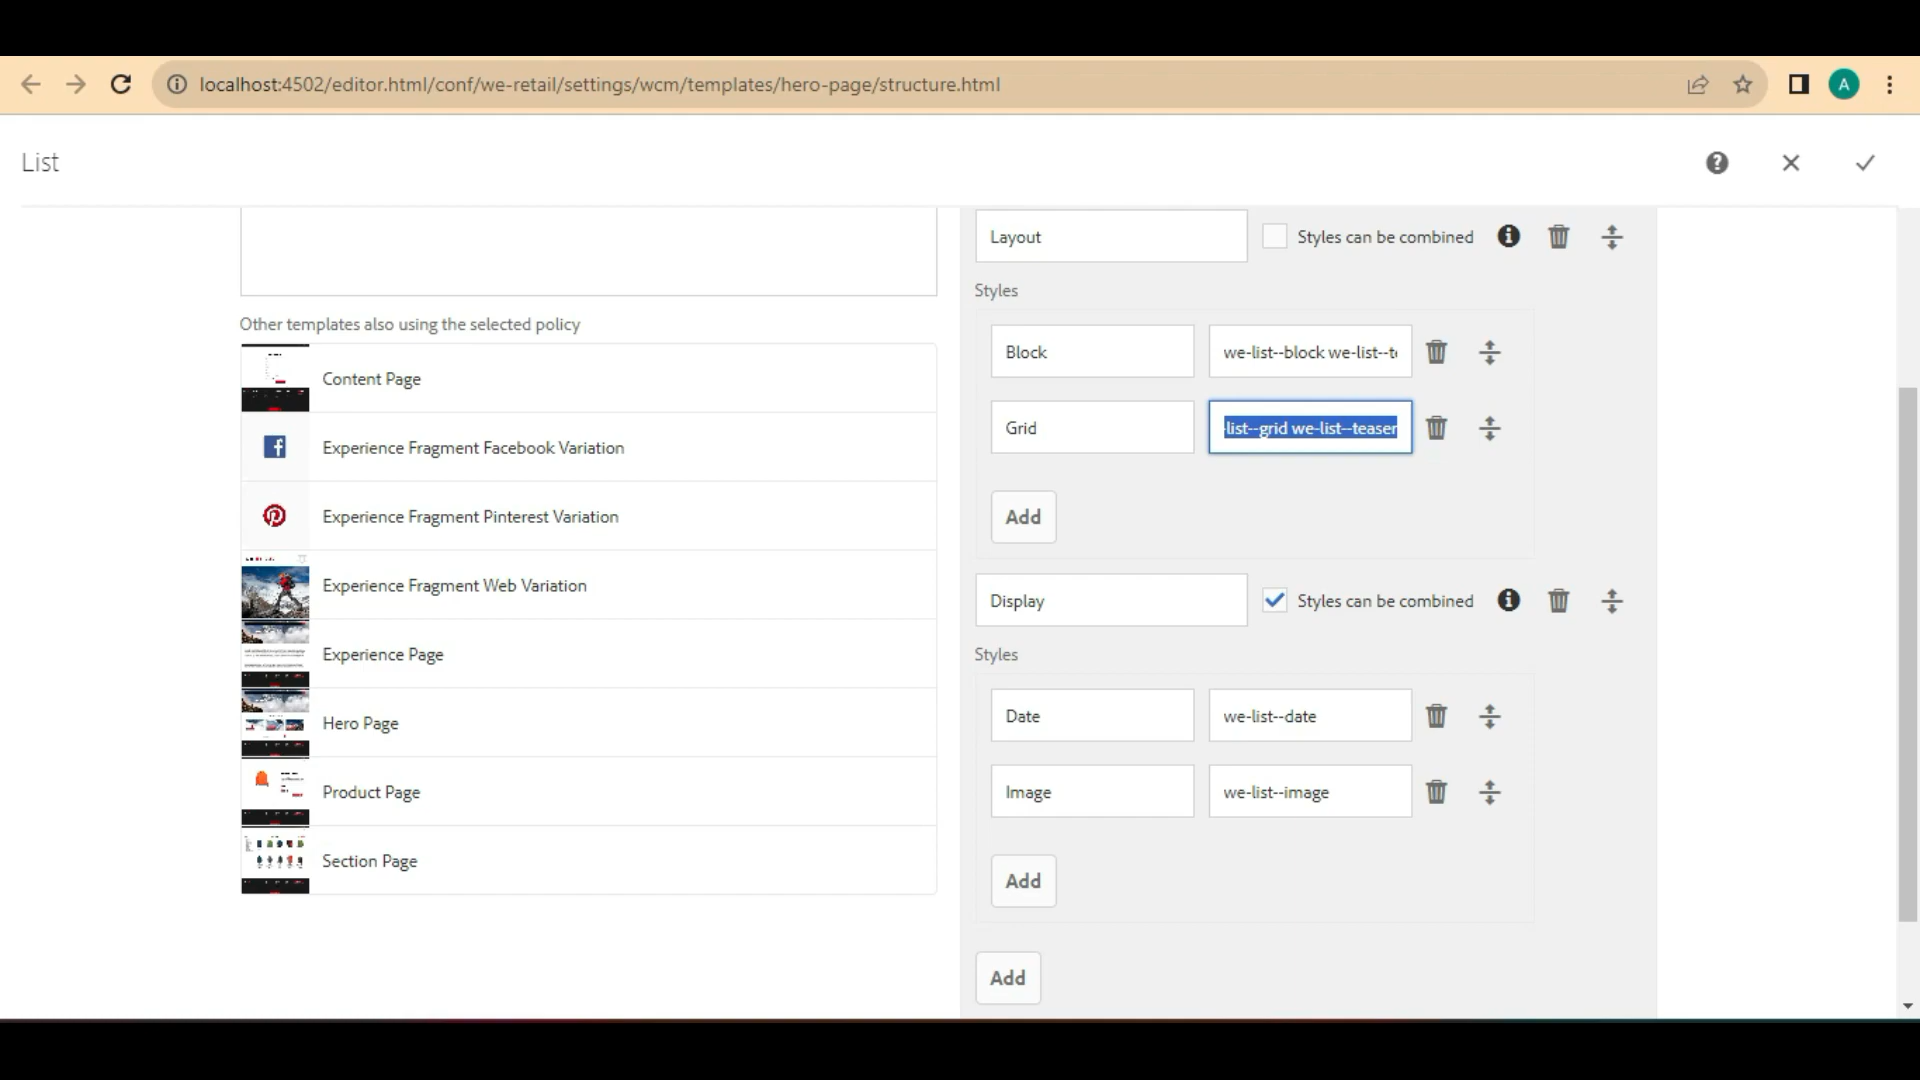 localhost:4502/editor.html/conf/we-retail/settings/wcm/templates/hero-page/structure.html
A
List
Layout
Styles can be combined
Styles
Other templates also using the selected policy
Block
we-list--block we-list--t
Content Page
Grid
-list--grid we-list--teaser
Experience Fragment Facebook Variation
Experience Fragment Pinterest Variation
Add
Experience Fragment Web Variation
Display
Styles can be combined
Experience Page
Styles
Hero Page
Date
we-list--date
Product Page
Image
we-list--image
Section Page
Add
Add